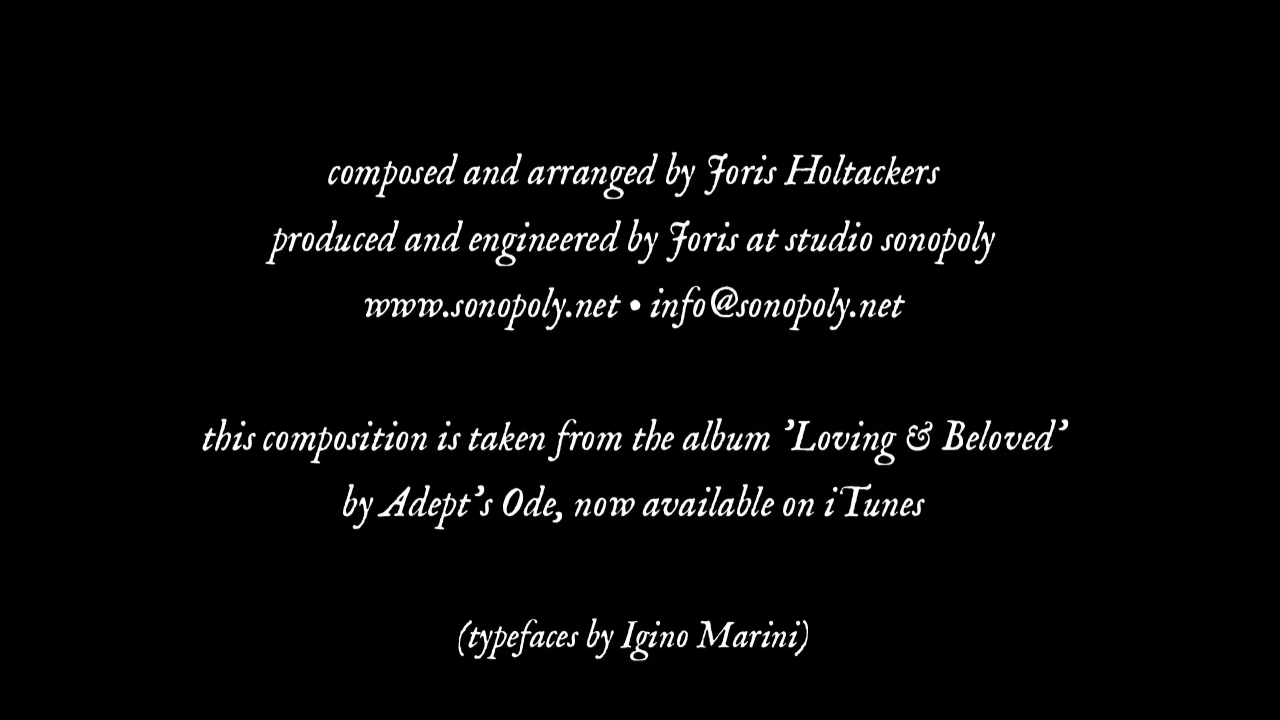 composed and arranged by Joris Holtackers
produced and engineered by Joris at studio sonopoly
www.sonopoly.net • info@sonopoly.net
this composition is taken from the album ’Loving & Beloved’
by Adept’s Ode, now available on iTunes
(typefaces by Igino Marini)